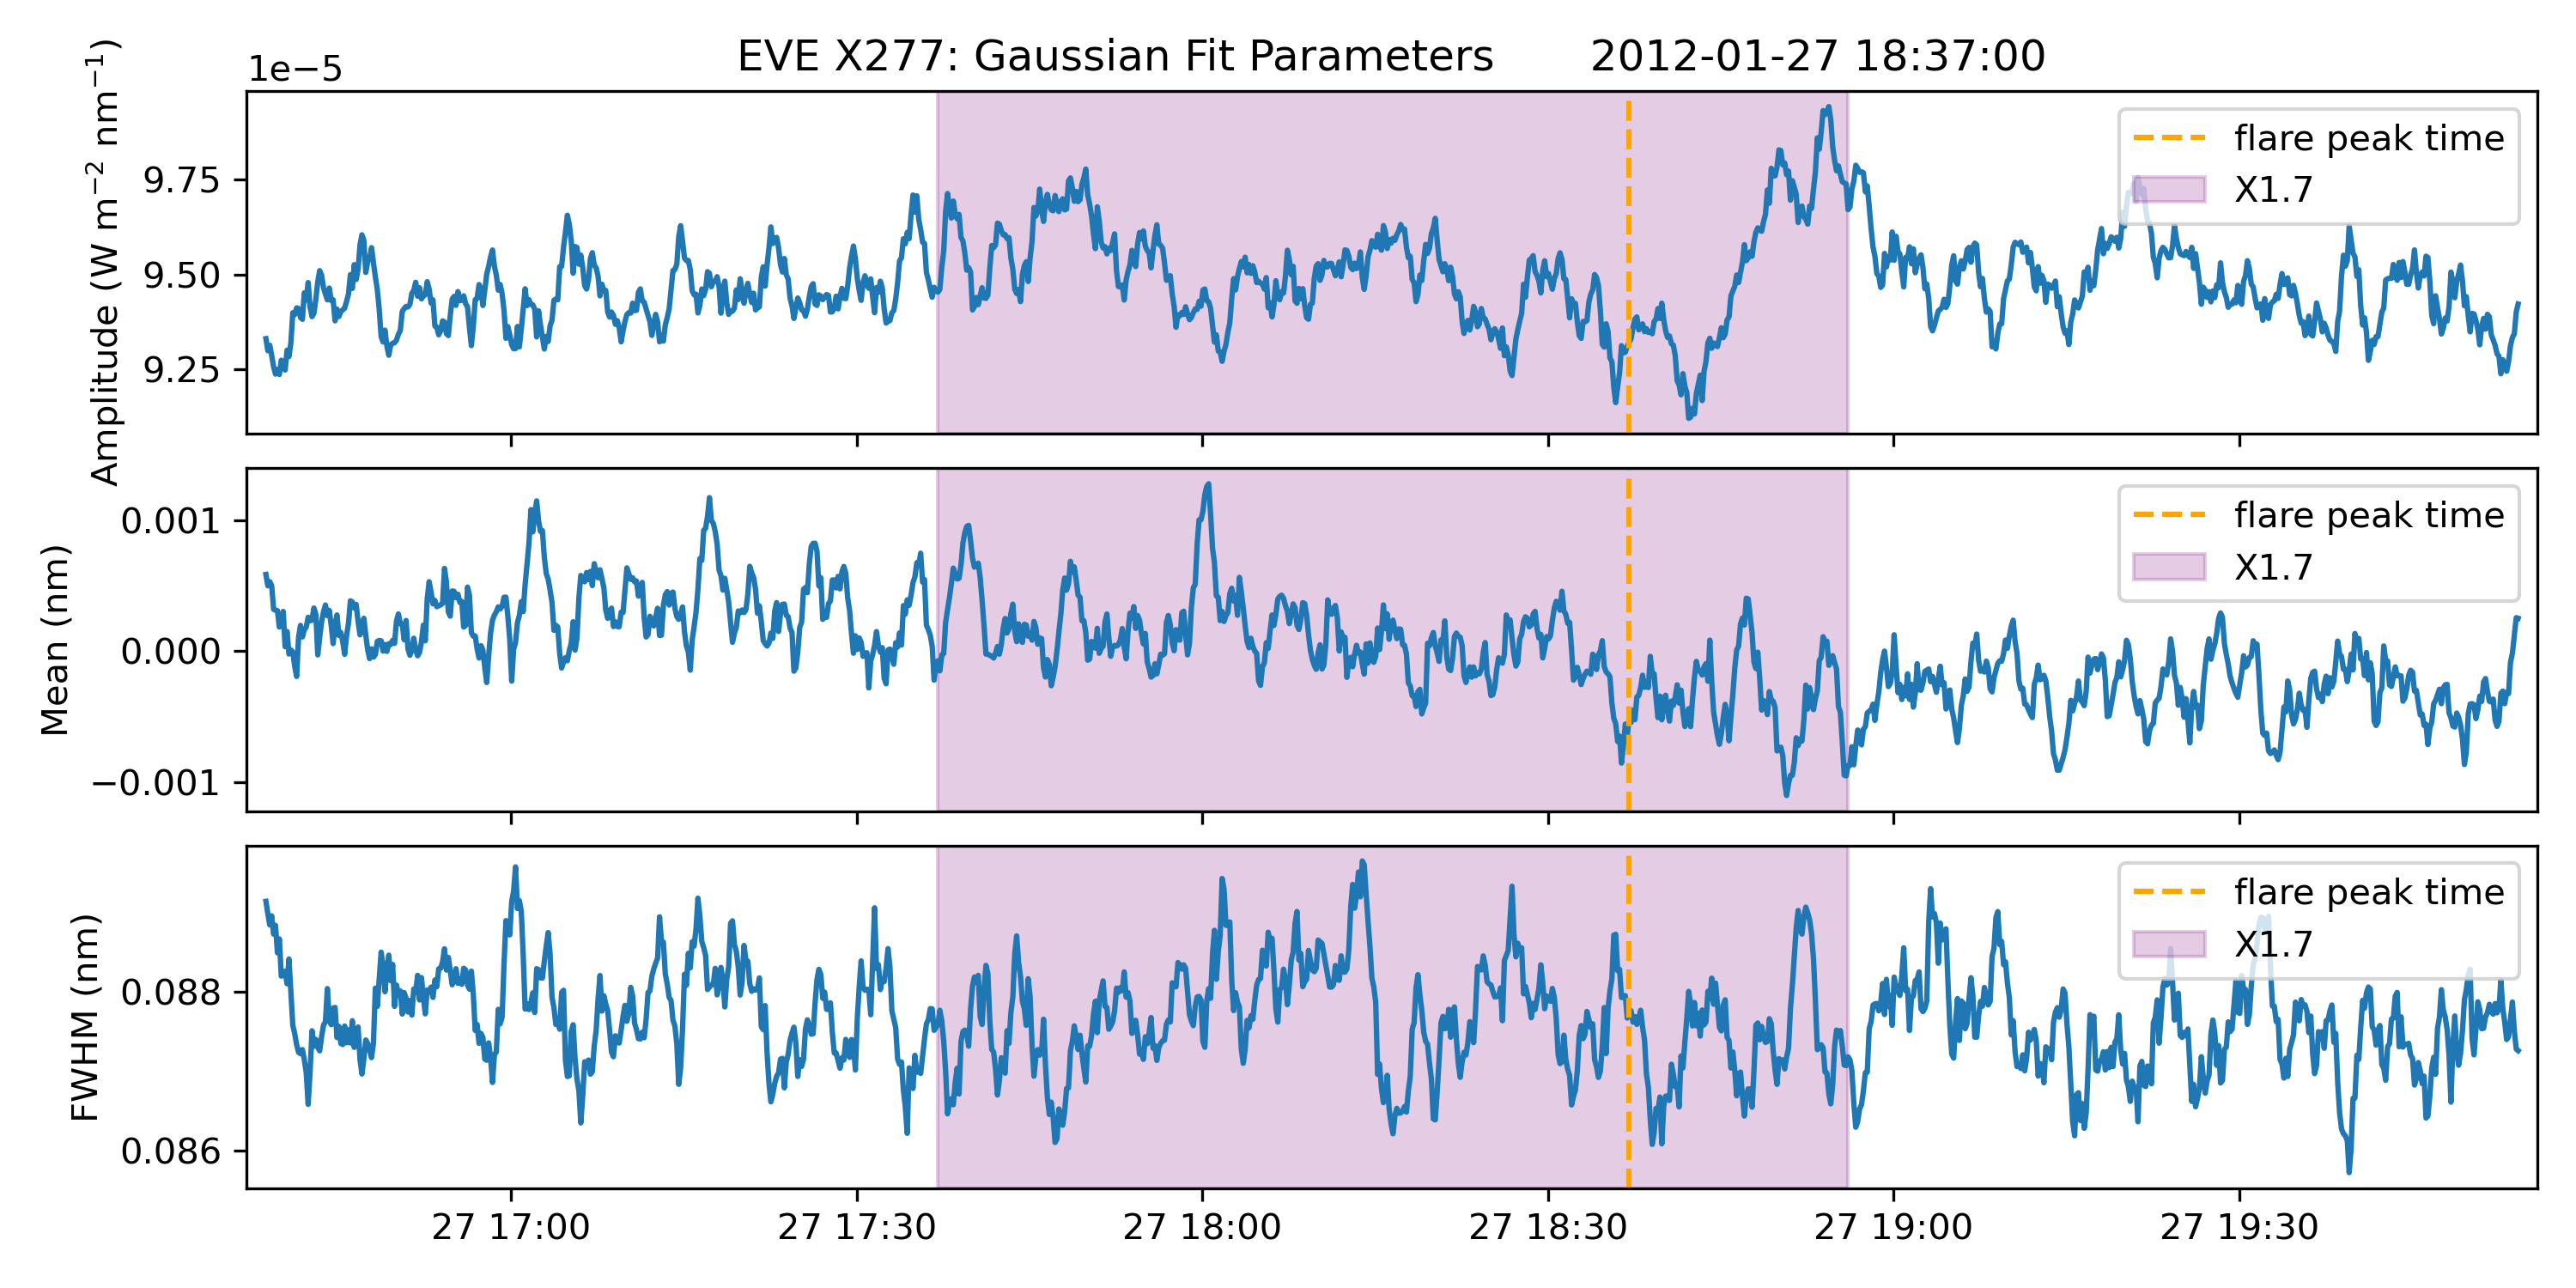 EVE X277: Gaussian Fit Parameters 2012-01-27 18:37:00
1e−5
Amplitude (W m⁻² nm⁻¹)
9.75
9.50
9.25
flare peak time
X1.7
Mean (nm)
0.001
0.000
−0.001
flare peak time
X1.7
FWHM (nm)
0.088
0.086
flare peak time
X1.7
27 17:00 27 17:30 27 18:00 27 18:30 27 19:00 27 19:30